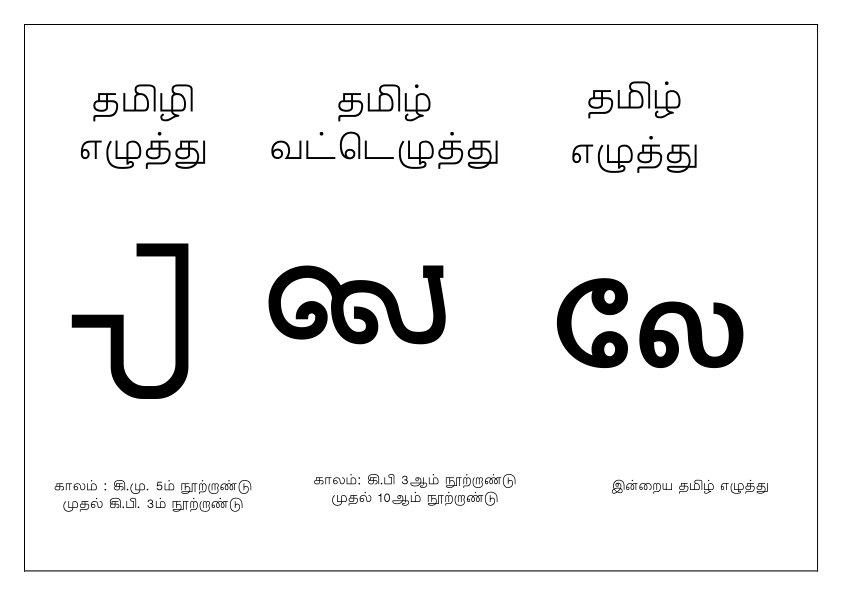 தமிழி
எழுத்து
தமிழ்
வட்டெழுத்து
தமிழ்
எழுத்து
லே
காலம் : கி.மு. 5ம் நூற்றாண்டு
முதல் கி.பி. 3ம் நூற்றாண்டு
காலம்: கி.பி 3ஆம் நூற்றாண்டு
முதல் 10ஆம் நூற்றாண்டு
இன்றைய தமிழ் எழுத்து